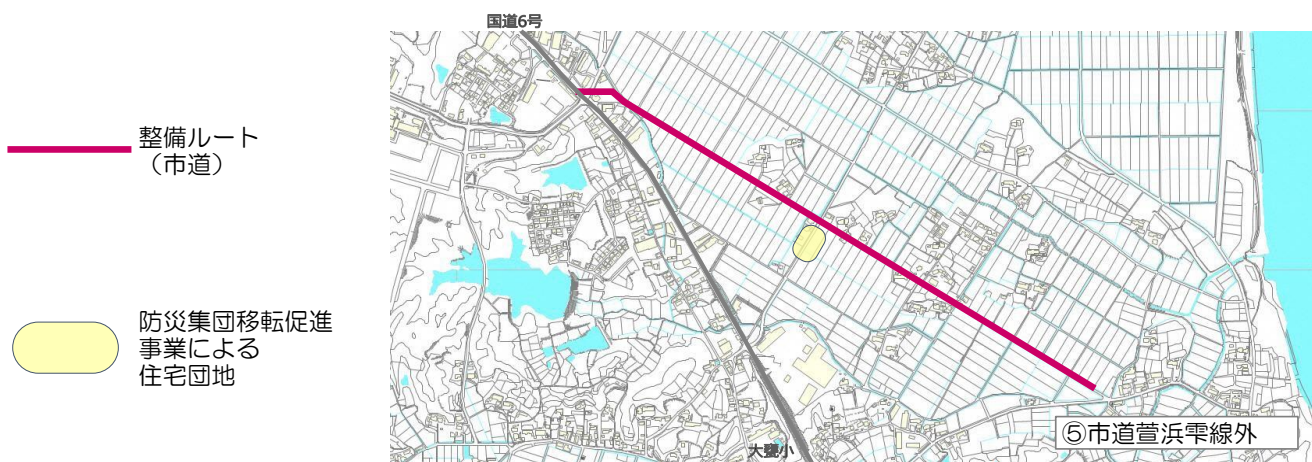 国道6号
整備ルート
（市道）
防災集団移転促進
事業による
住宅団地
大甕小
⑤市道萱浜雫線外